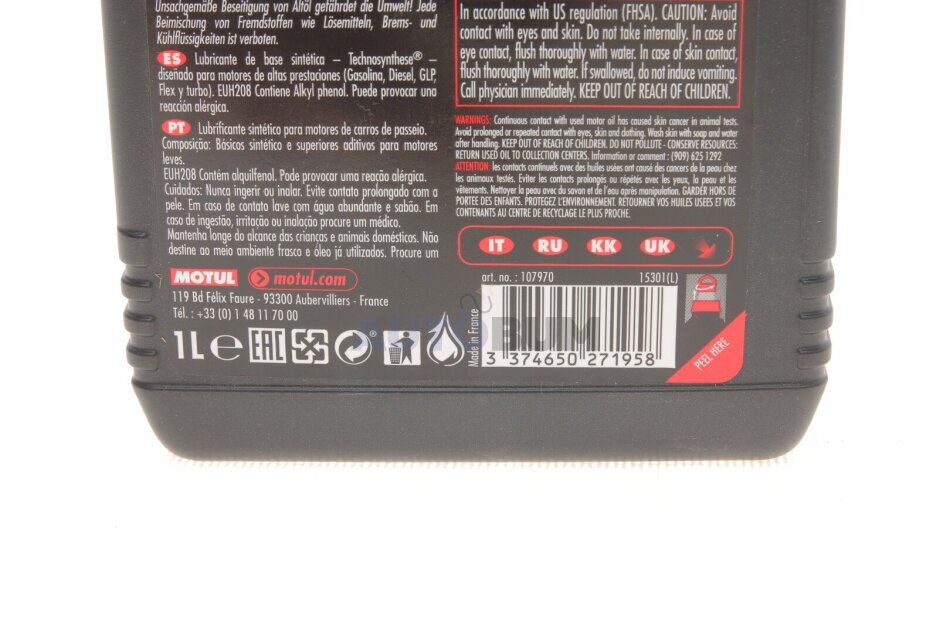 Unsachgemäße Beseitigung von Altöl gefährdet die Umwelt! Jede
Beimischung von Fremdstoffen wie Lösemitteln, Brems- und
Kühlflüssigkeiten ist verboten.
ES Lubricante de base sintética – Technosynthese® –
diseñado para motores de altas prestaciones (Gasolina, Diesel, GLP,
Flex y turbo). EUH208 Contiene Alkyl phenol. Puede provocar una
reacción alérgica.
PT Lubrificante sintético para motores de carros de passeio.
Composição: Básicos sintético e superiores aditivos para motores
leves.
EUH208 Contém alquilfenol. Pode provocar uma reação alérgica.
Cuidados: Nunca ingerir ou inalar. Evite contato prolongado com a
pele. Em caso de contato lave com água abundante e sabão. Em
caso de ingestão, irritação ou inalação procure um médico.
Mantenha longe do alcance das crianças e animais domésticos. Não
destine ao meio ambiente frasco e óleo já utilizados. Procure um
MOTUL motul.com
119 Bd Félix Faure - 93300 Aubervilliers - France
Tél. : +33 (0) 1 48 11 70 00
1L e EAC
In accordance with US regulation (FHSA). CAUTION: Avoid
contact with eyes and skin. Do not take internally. In case of
eye contact, flush thoroughly with water. In case of skin contact,
flush thoroughly with water. If swallowed, do not induce vomiting.
Call physician immediately. KEEP OUT OF REACH OF CHILDREN.
WARNINGS: Continuous contact with used motor oil has caused skin cancer in animal tests.
Avoid prolonged or repeated contact with eyes, skin and clothing. Wash skin with soap and water
after handling. KEEP OUT OF REACH OF CHILDREN. DO NOT POLLUTE - CONSERVE RESOURCES:
RETURN USED OIL TO COLLECTION CENTERS. Information or comment : (909) 625 1292
ATTENTION: les contacts continuels avec des huiles usées ont causé des cancers de la peau chez
les animaux testés. Eviter les contacts prolongés ou répétés avec les yeux, la peau et les
vêtements. Nettoyer la peau avec du savon et de l'eau après manipulation. GARDER HORS DE
PORTEE DES ENFANTS. PROTEGEZ L'ENVIRONNEMENT. RETOURNER VOS HUILES USEES ET VOS
CONTENANTS AU CENTRE DE RECYCLAGE LE PLUS PROCHE.
IT RU KK UK
art. no. : 107970 15301(L)
Made in France
3 374650 271958
PEEL HERE
AUTOBUM